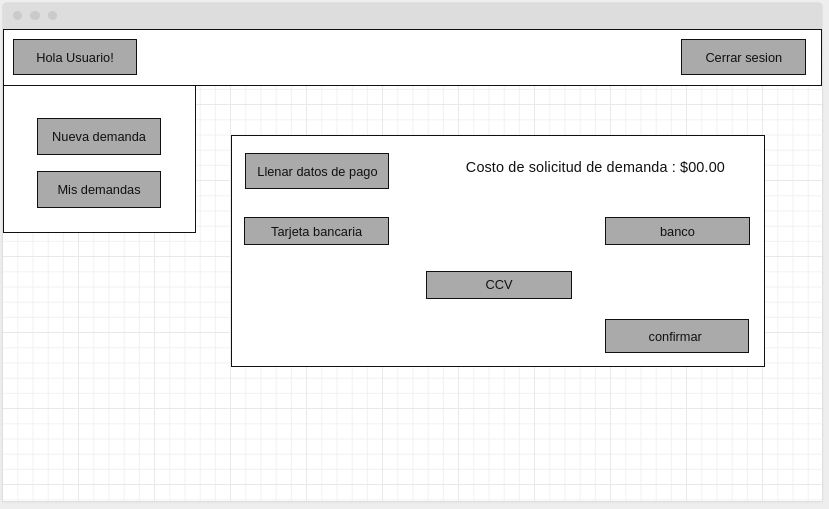 Hola Usuario!
Cerrar sesion
Nueva demanda
Mis demandas
Llenar datos de pago
Costo de solicitud de demanda : $00.00
Tarjeta bancaria
banco
CCV
confirmar